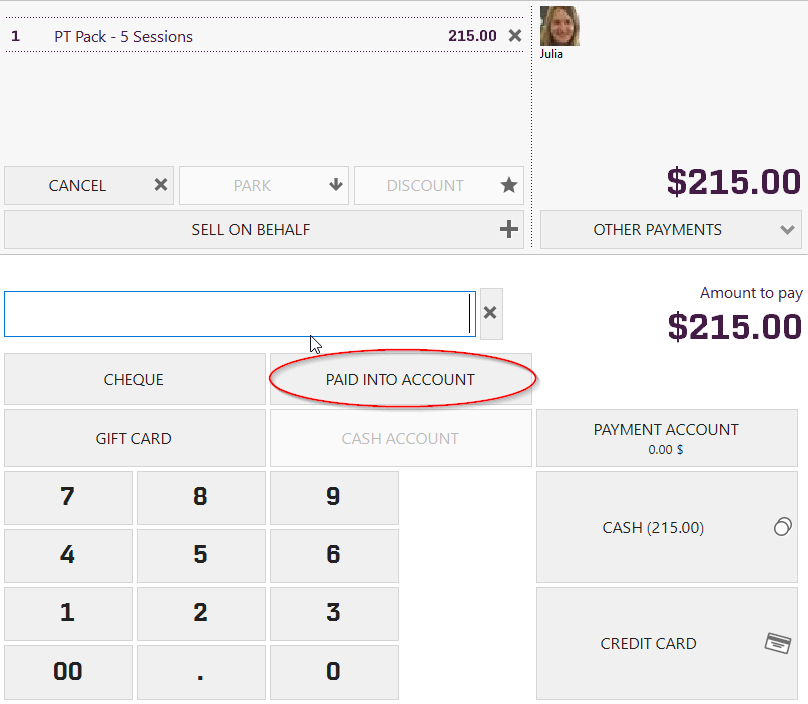 1 PT Pack - 5 Sessions 215.00
Julia
$215.00
CANCEL PARK DISCOUNT
SELL ON BEHALF OTHER PAYMENTS
Amount to pay
$215.00
CHEQUE PAID INTO ACCOUNT
GIFT CARD CASH ACCOUNT PAYMENT ACCOUNT
0.00 $
7 8 9
CASH (215.00)
4 5 6
1 2 3
CREDIT CARD
00 . 0